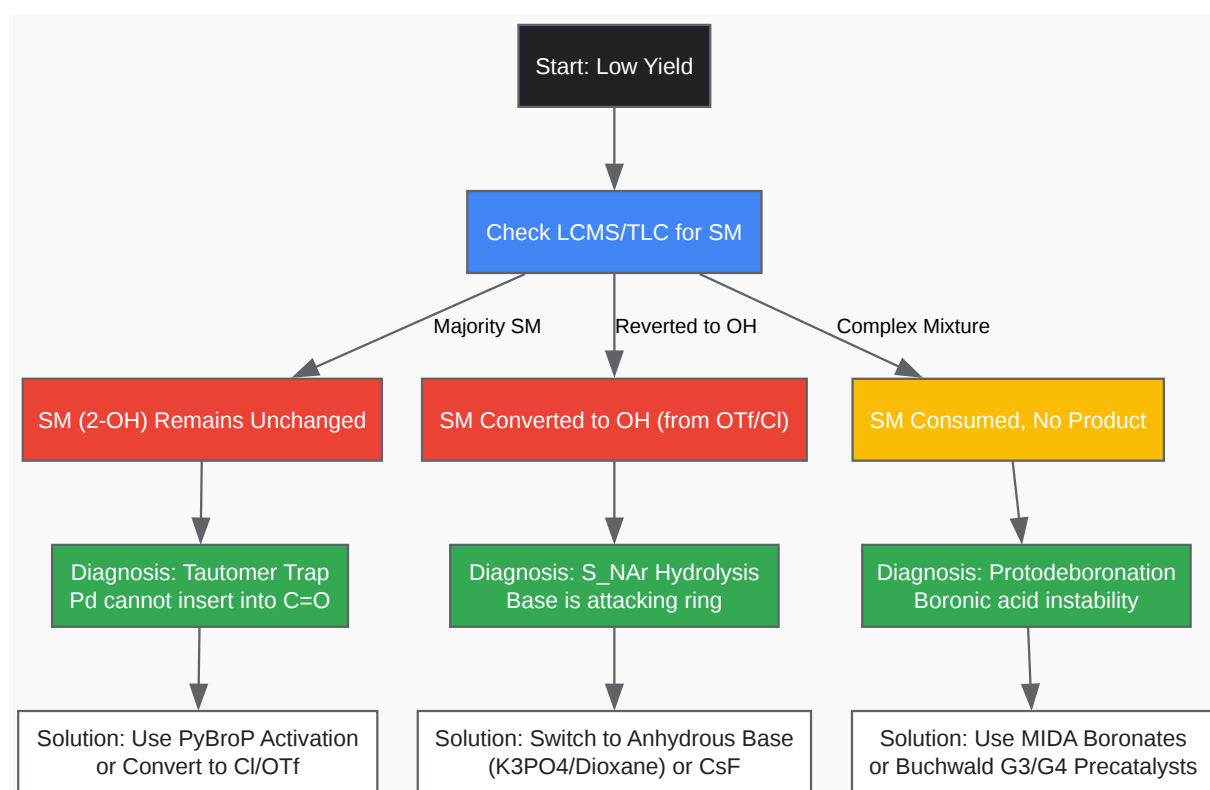 Start: Low Yield
Check LCMS/TLC for SM
Majority SM
Reverted to OH
Complex Mixture
SM (2-OH) Remains Unchanged
SM Converted to OH (from OTf/Cl)
SM Consumed, No Product
Diagnosis: Tautomer Trap
Pd cannot insert into C=O
Diagnosis: S_NAr Hydrolysis
Base is attacking ring
Diagnosis: Protodeboronation
Boronic acid instability
Solution: Use PyBroP Activation
or Convert to Cl/OTf
Solution: Switch to Anhydrous Base
(K3PO4/Dioxane) or CsF
Solution: Use MIDA Boronates
or Buchwald G3/G4 Precatalysts